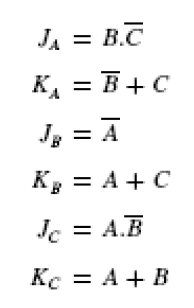 J_A = B.C̅
K_A = B̅ + C
J_B = A̅
K_B = A + C
J_C = A.B̅
K_C = A + B